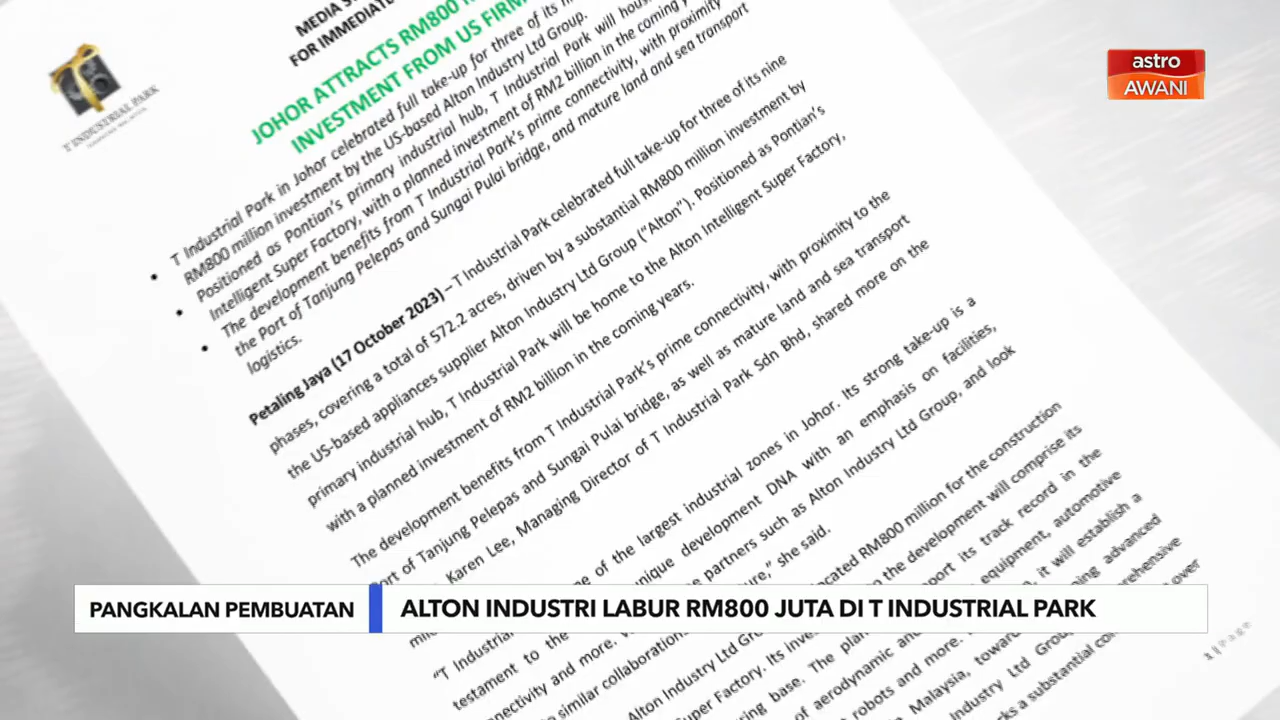 MEDIA
FOR IMMEDIATE
JOHOR ATTRACTS RM800
INVESTMENT FROM US FIRM
T INDUSTRIAL PARK
astro
AWANI
• T Industrial Park in Johor celebrated full take-up for three of its
RM800 million investment by the US-based Alton Industry Ltd Group.
• Positioned as Pontian's primary industrial hub, T Industrial Park will
Intelligent Super Factory, with a planned investment of RM2 billion in the coming
• The development benefits from T Industrial Park's prime connectivity, with proximity
the Port of Tanjung Pelepas and Sungai Pulai bridge, and mature land and sea transport
logistics.
Petaling Jaya (17 October 2023) – T Industrial Park celebrated full take-up for three of its nine
phases, covering a total of 572.2 acres, driven by a substantial RM800 million investment by
the US-based appliances supplier Alton Industry Ltd Group ("Alton"). Positioned as Pontian's
primary industrial hub, T Industrial Park will be home to the Alton Intelligent Super Factory,
with a planned investment of RM2 billion in the coming years.
The development benefits from T Industrial Park's prime connectivity, with proximity to the
Port of Tanjung Pelepas and Sungai Pulai bridge, as well as mature land and sea transport
Karen Lee, Managing Director of T Industrial Park Sdn Bhd, shared more on the
"T Industrial of the largest industrial zones in Johor. Its strong take-up is a
testament to the unique development DNA with an emphasis on facilities,
connectivity and more. partners such as Alton Industry Ltd Group, and look
similar collaborations she said.
Alton Industry Ltd located RM800 million for the construction
Super Factory. Its the development will comprise its
base. The its track record in the
of aerodynamic and equipment, automotive
robots and more. it will establish a
Malaysia, advanced
Industry Ltd
a substantial over
1 | Page
PANGKALAN PEMBUATAN
ALTON INDUSTRI LABUR RM800 JUTA DI T INDUSTRIAL PARK